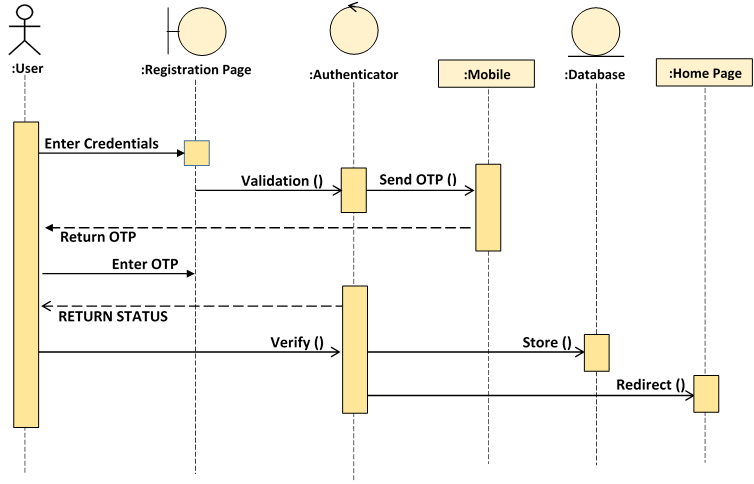 :User
:Registration Page
:Authenticator
:Mobile
:Database
:Home Page
Enter Credentials
Validation ()
Send OTP ()
Return OTP
Enter OTP
RETURN STATUS
Verify ()
Store ()
Redirect ()